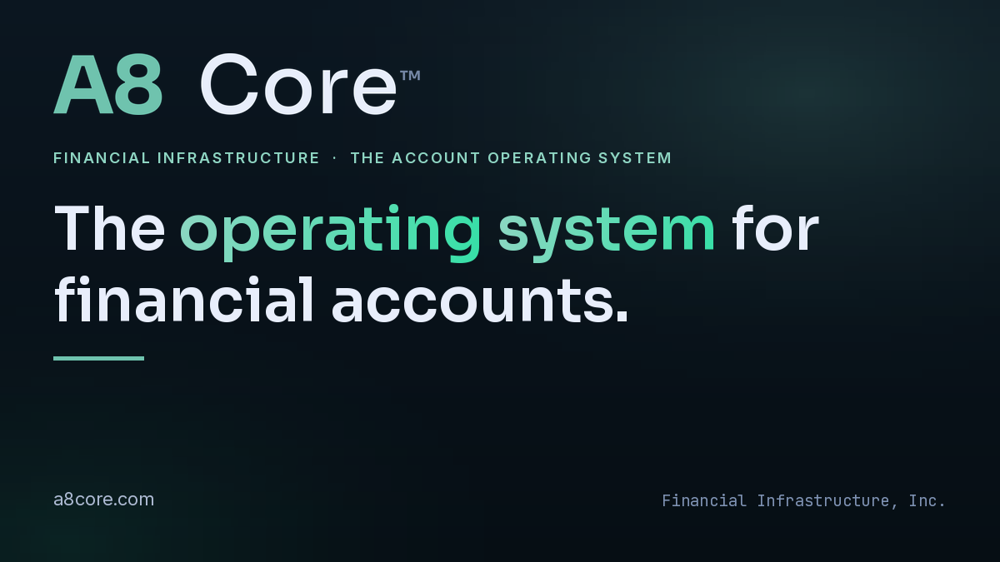 A8 Core™
FINANCIAL INFRASTRUCTURE · THE ACCOUNT OPERATING SYSTEM
The operating system for
financial accounts.
a8core.com
Financial Infrastructure, Inc.